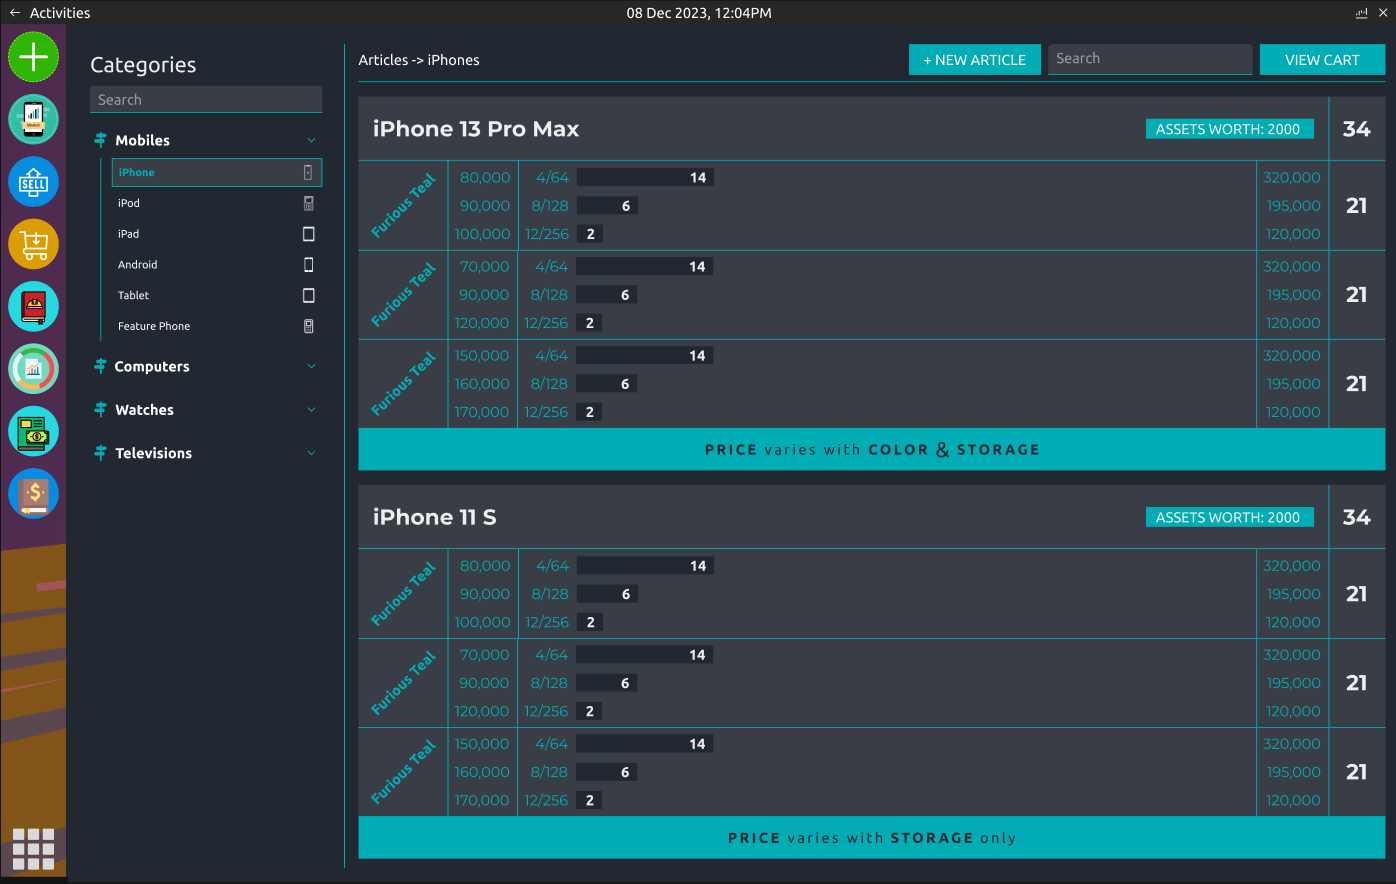 Activities
08 Dec 2023, 12:04PM
Categories
Search
Mobiles
iPhone
iPod
iPad
Android
Tablet
Feature Phone
Computers
Watches
Televisions
SELL
Articles -> iPhones
+ NEW ARTICLE
Search
VIEW CART
iPhone 13 Pro Max
ASSETS WORTH: 2000
34
Furious Teal
80,000 4/64 14 320,000
90,000 8/128 6 195,000
100,000 12/256 2 120,000
21
Furious Teal
70,000 4/64 14 320,000
90,000 8/128 6 195,000
120,000 12/256 2 120,000
21
Furious Teal
150,000 4/64 14 320,000
160,000 8/128 6 195,000
170,000 12/256 2 120,000
21
PRICE varies with COLOR & STORAGE
iPhone 11 S
ASSETS WORTH: 2000
34
Furious Teal
80,000 4/64 14 320,000
90,000 8/128 6 195,000
100,000 12/256 2 120,000
21
Furious Teal
70,000 4/64 14 320,000
90,000 8/128 6 195,000
120,000 12/256 2 120,000
21
Furious Teal
150,000 4/64 14 320,000
160,000 8/128 6 195,000
170,000 12/256 2 120,000
21
PRICE varies with STORAGE only